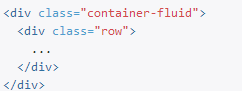 <div class="container-fluid">
  <div class="row">
    ...
  </div>
</div>